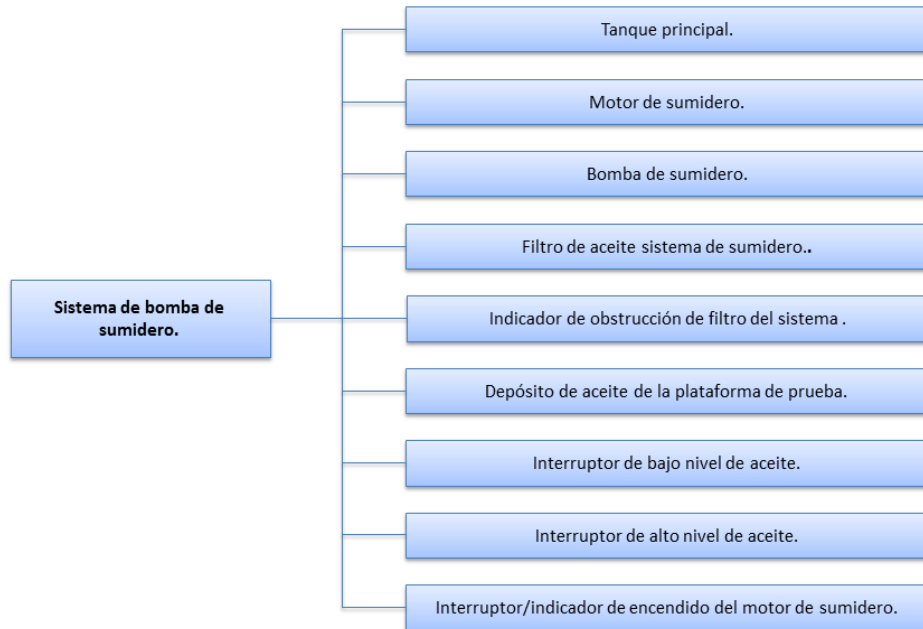 Sistema de bomba de
sumidero.
Tanque principal.
Motor de sumidero.
Bomba de sumidero.
Filtro de aceite sistema de sumidero..
Indicador de obstrucción de filtro del sistema .
Depósito de aceite de la plataforma de prueba.
Interruptor de bajo nivel de aceite.
Interruptor de alto nivel de aceite.
Interruptor/indicador de encendido del motor de sumidero.